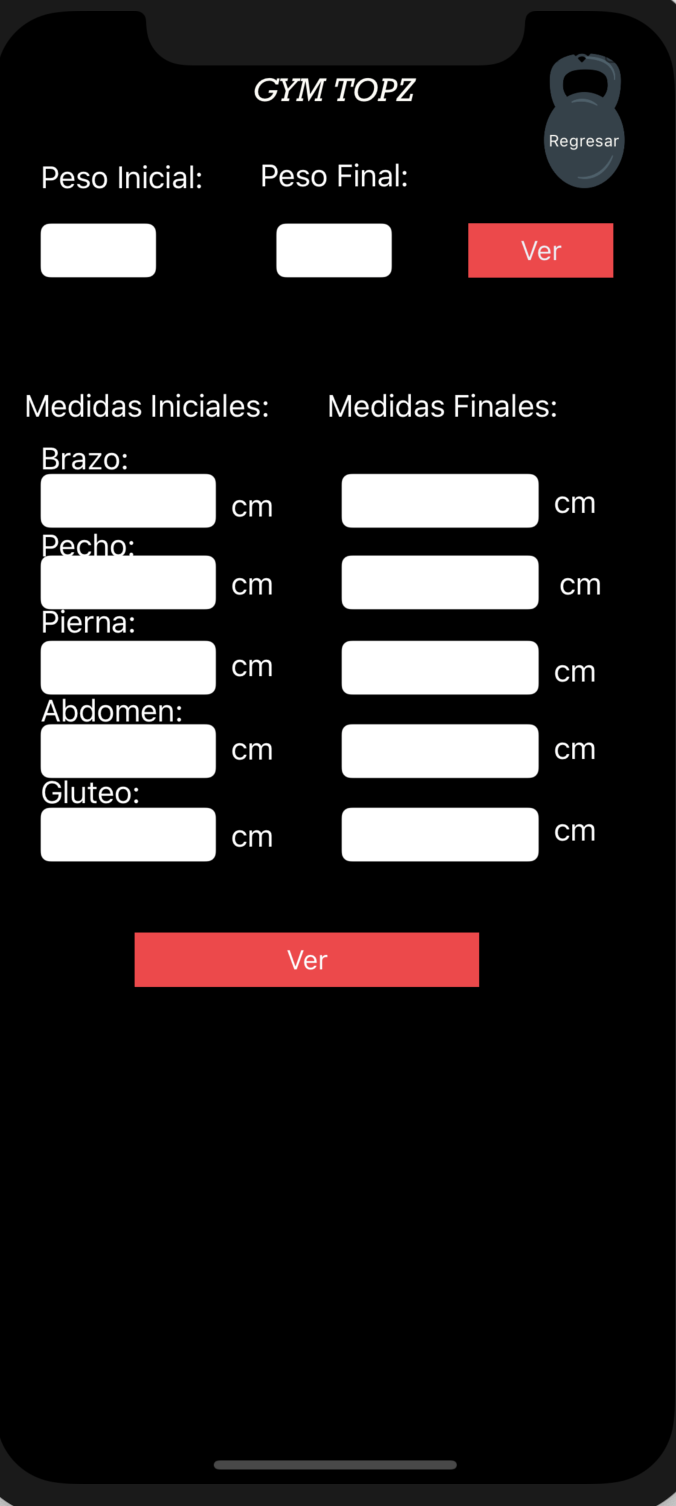 GYM TOPZ
Regresar
Peso Inicial: Peso Final:
Ver
Medidas Iniciales: Medidas Finales:
Brazo:
cm cm
Pecho:
cm cm
Pierna:
cm cm
Abdomen:
cm cm
Gluteo:
cm cm
Ver